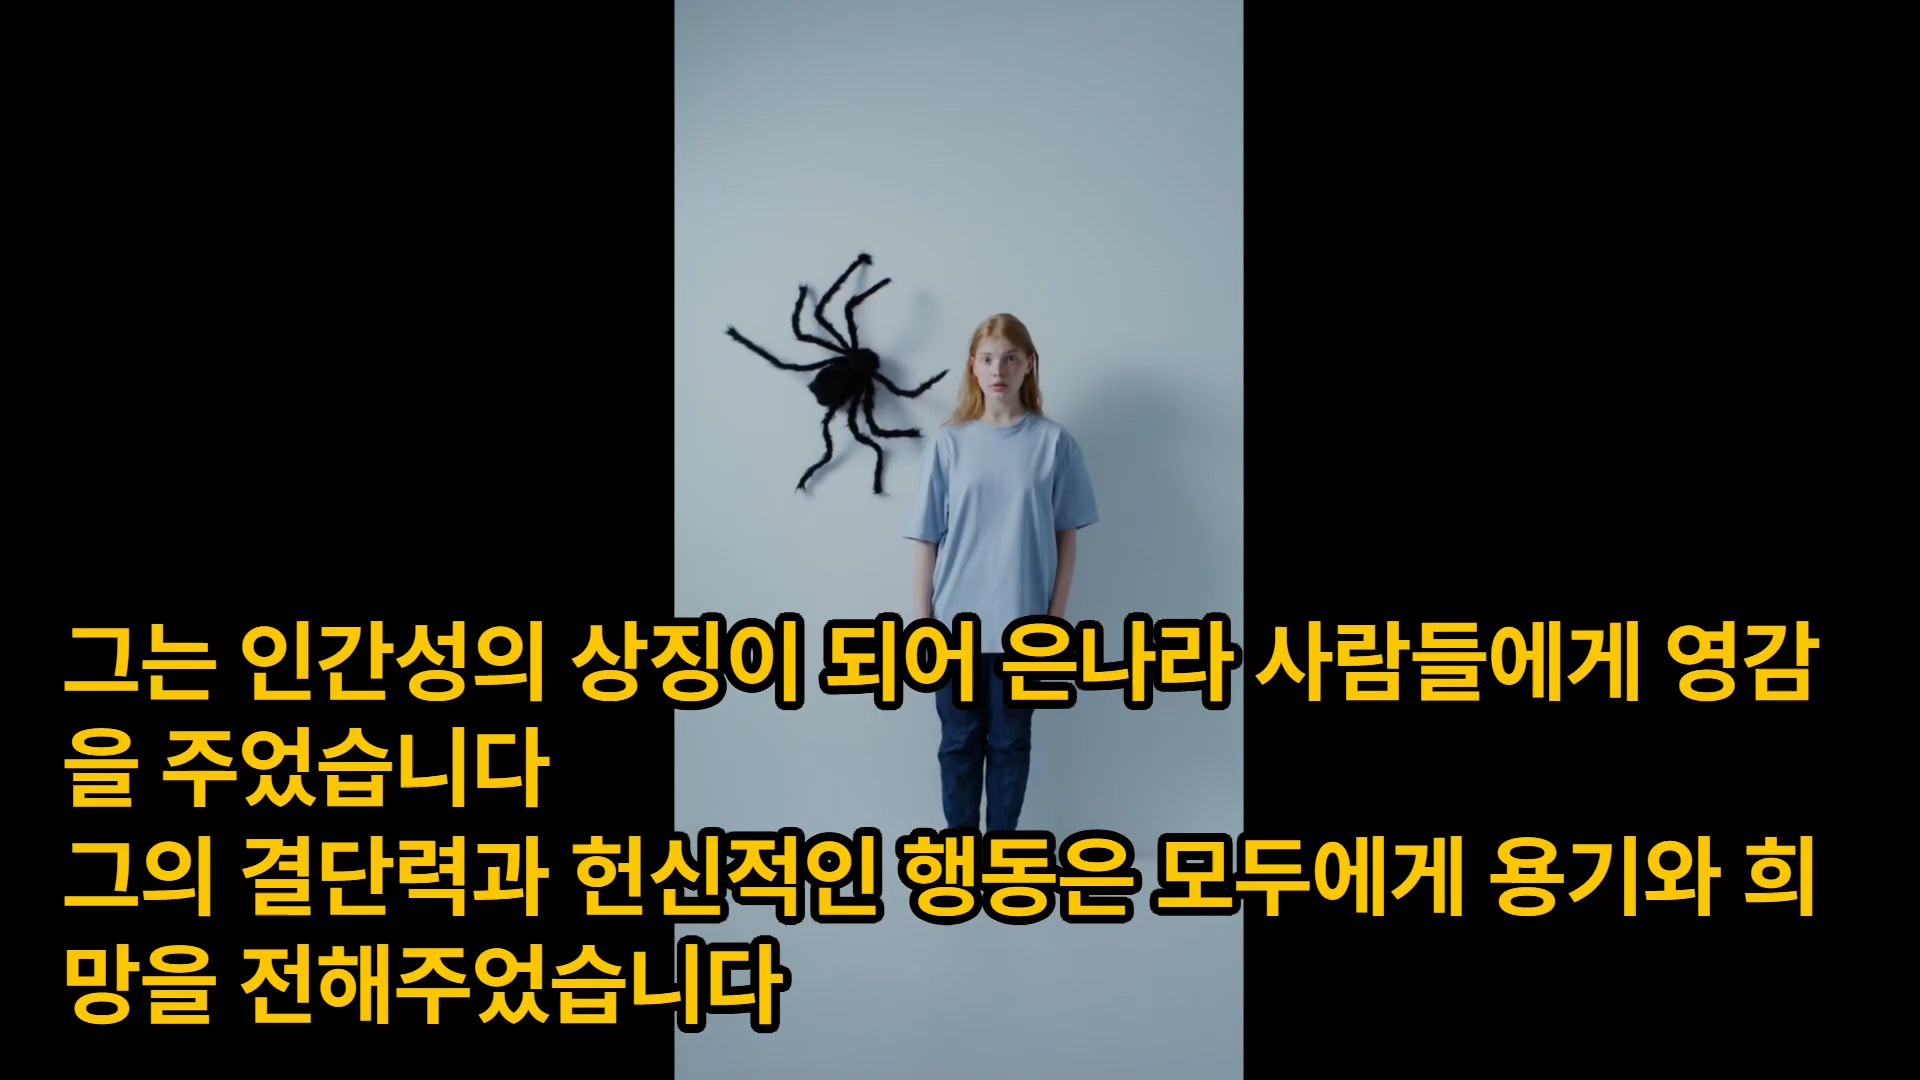 그는 인간성의 상징이 되어 은나라 사람들에게 영감
을 주었습니다
그의 결단력과 헌신적인 행동은 모두에게 용기와 희
망을 전해주었습니다